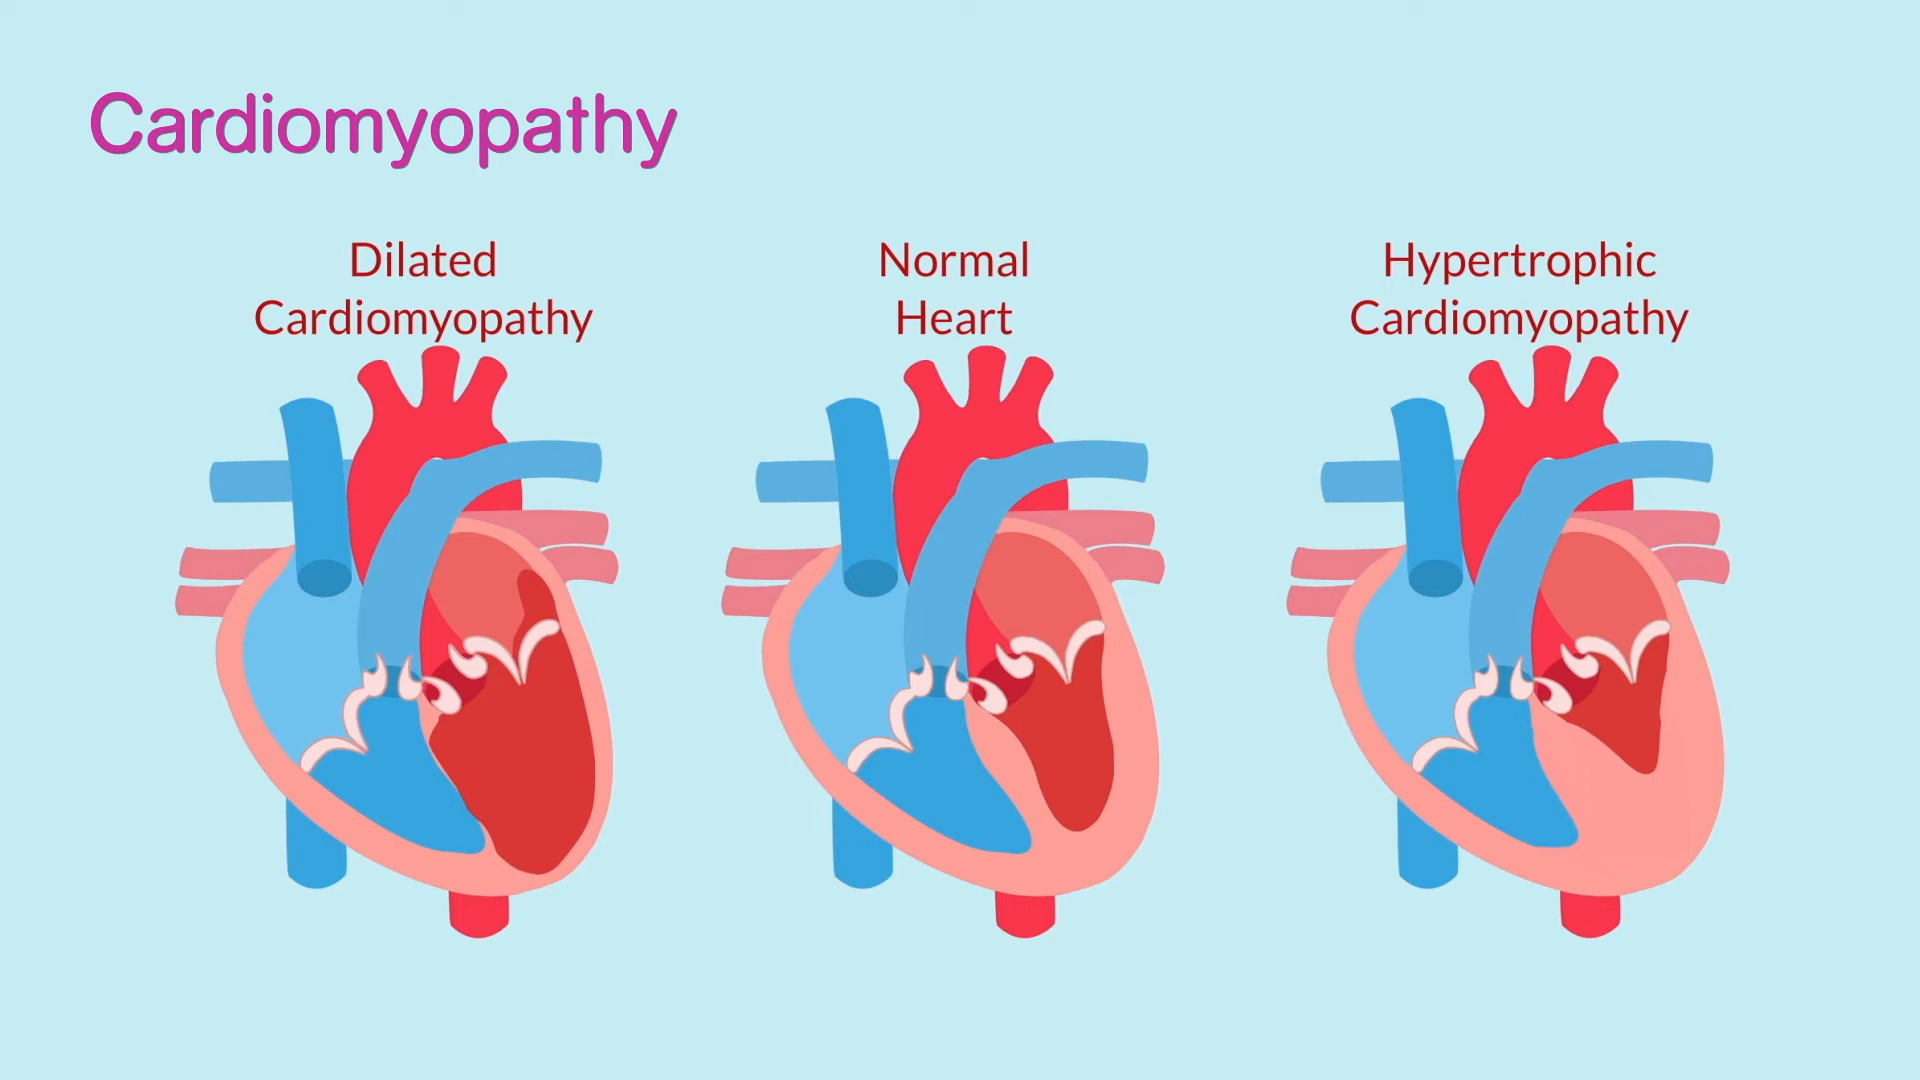 Cardiomyopathy
Dilated
Cardiomyopathy
Normal
Heart
Hypertrophic
Cardiomyopathy